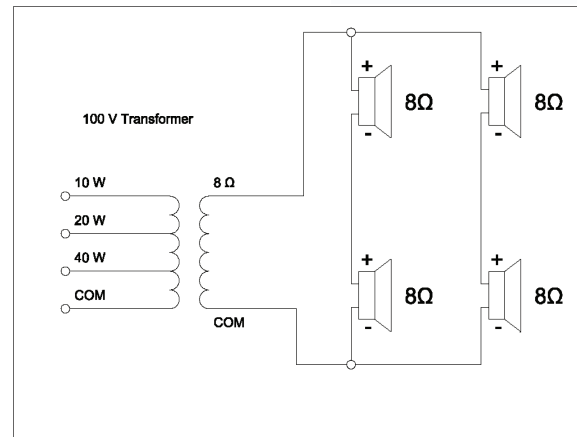 +
+
8Ω
8Ω
-
-
100 V Transformer
10 W
8 Ω
20 W
40 W
+
+
COM
8Ω
8Ω
COM
-
-